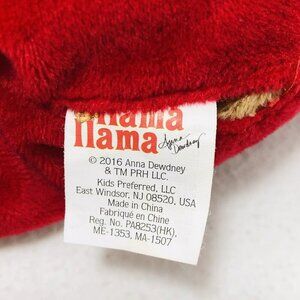 llama
llama
Anna Dewdney
© 2016 Anna Dewdney
& TM PRH LLC.
Kids Preferred, LLC
East Windsor, NJ 08520, USA
Made in China
Fabriqué en Chine
Reg. No. PA8253(HK),
ME-1353, MA-1507